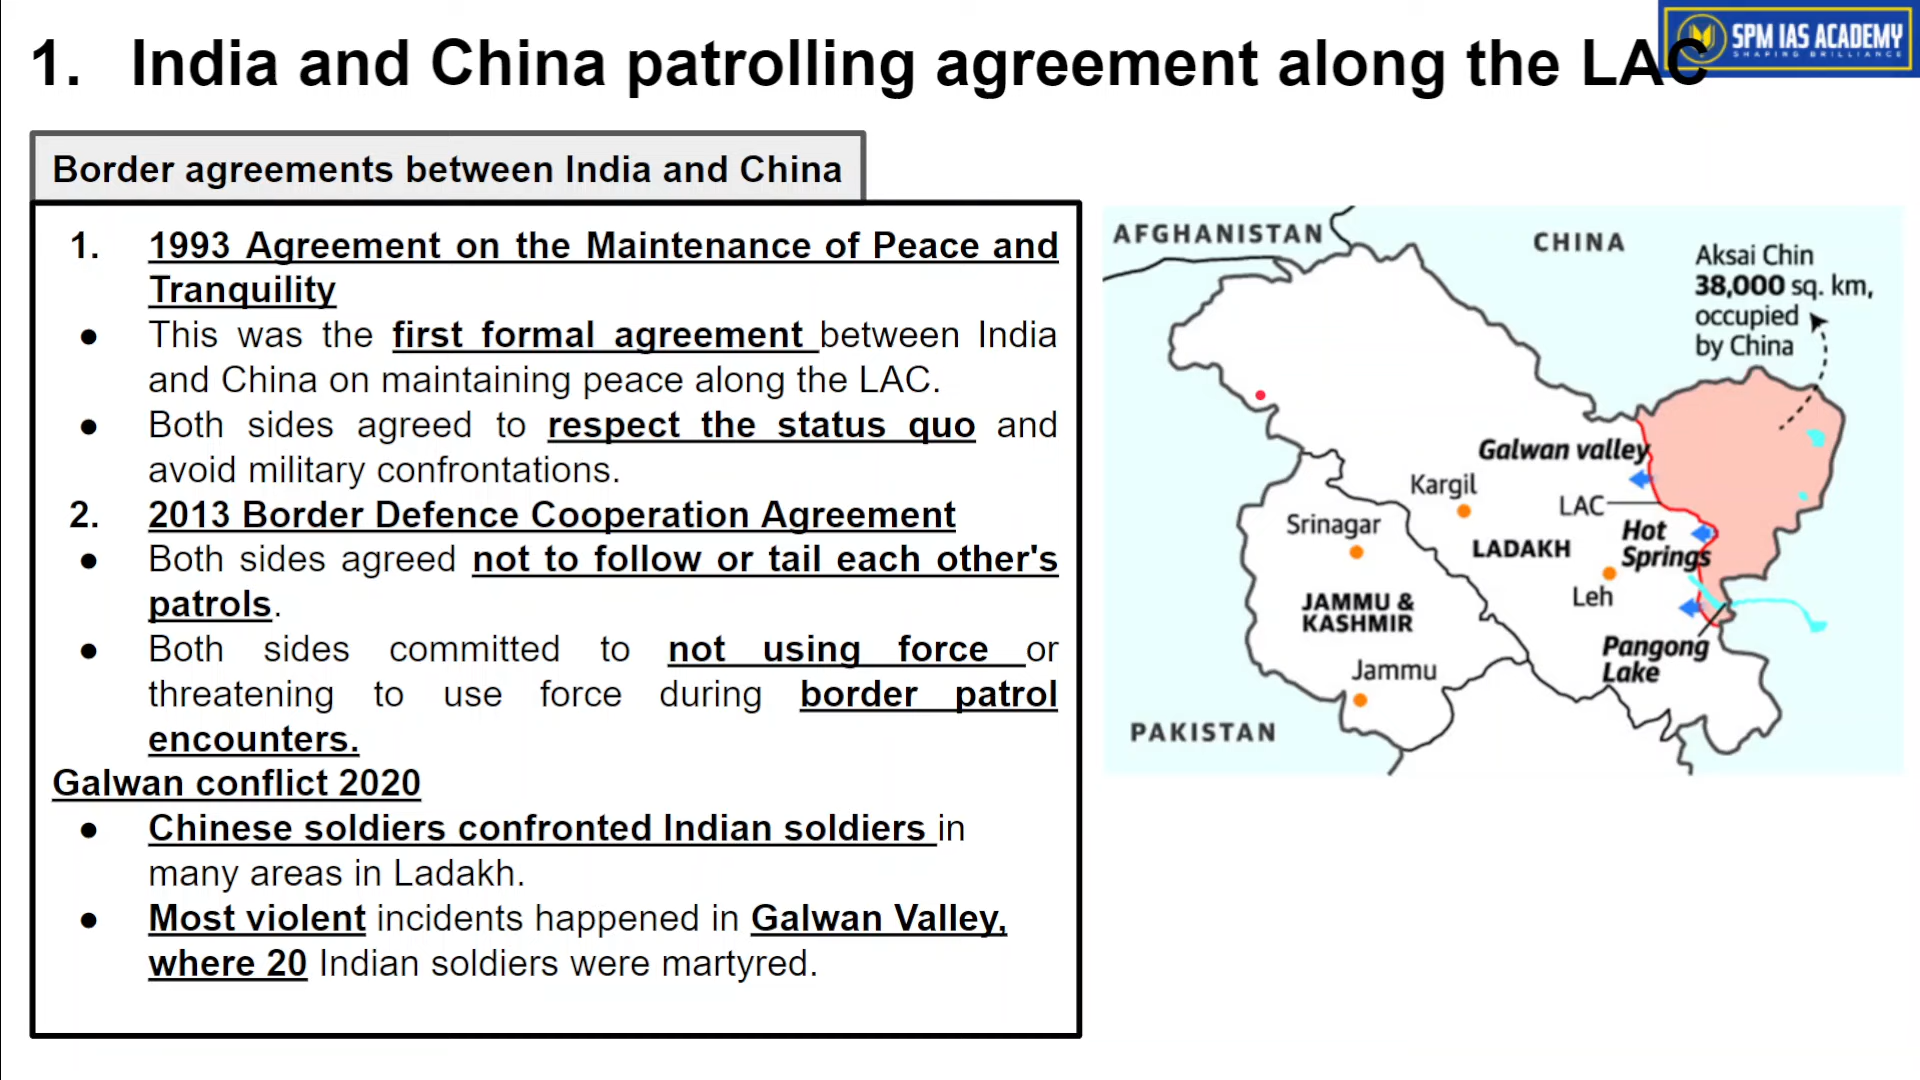 1. India and China patrolling agreement along the LAC
SPM IAS ACADEMY
SHAPING BRILLIANCE
Border agreements between India and China
1. 1993 Agreement on the Maintenance of Peace and
Tranquility
● This was the first formal agreement between India
and China on maintaining peace along the LAC.
● Both sides agreed to respect the status quo and
avoid military confrontations.
2. 2013 Border Defence Cooperation Agreement
● Both sides agreed not to follow or tail each other's
patrols.
● Both sides committed to not using force or
threatening to use force during border patrol
encounters.
Galwan conflict 2020
● Chinese soldiers confronted Indian soldiers in
many areas in Ladakh.
● Most violent incidents happened in Galwan Valley,
where 20 Indian soldiers were martyred.
AFGHANISTAN
CHINA
Aksai Chin
38,000 sq. km,
occupied
by China
Galwan valley
Kargil
LAC
Srinagar
Hot
Springs
LADAKH
Leh
JAMMU &
KASHMIR
Pangong
Lake
Jammu
PAKISTAN